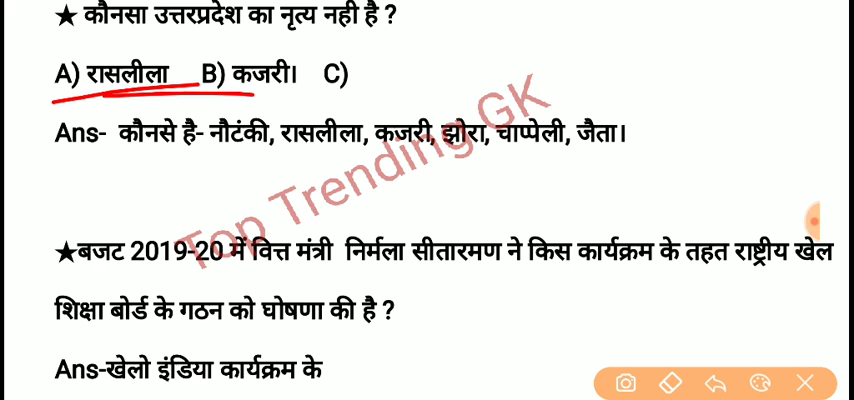 ★ कौनसा उत्तरप्रदेश का नृत्य नही है ?
A) रासलीला B) कजरी। C)
Ans- कौनसे है- नौटंकी, रासलीला, कजरी, झौरा, चाप्पेली, जैता।
Top Trending GK
★बजट 2019-20 में वित्त मंत्री निर्मला सीतारमण ने किस कार्यक्रम के तहत राष्ट्रीय खेल
शिक्षा बोर्ड के गठन को घोषणा की है ?
Ans-खेलो इंडिया कार्यक्रम के